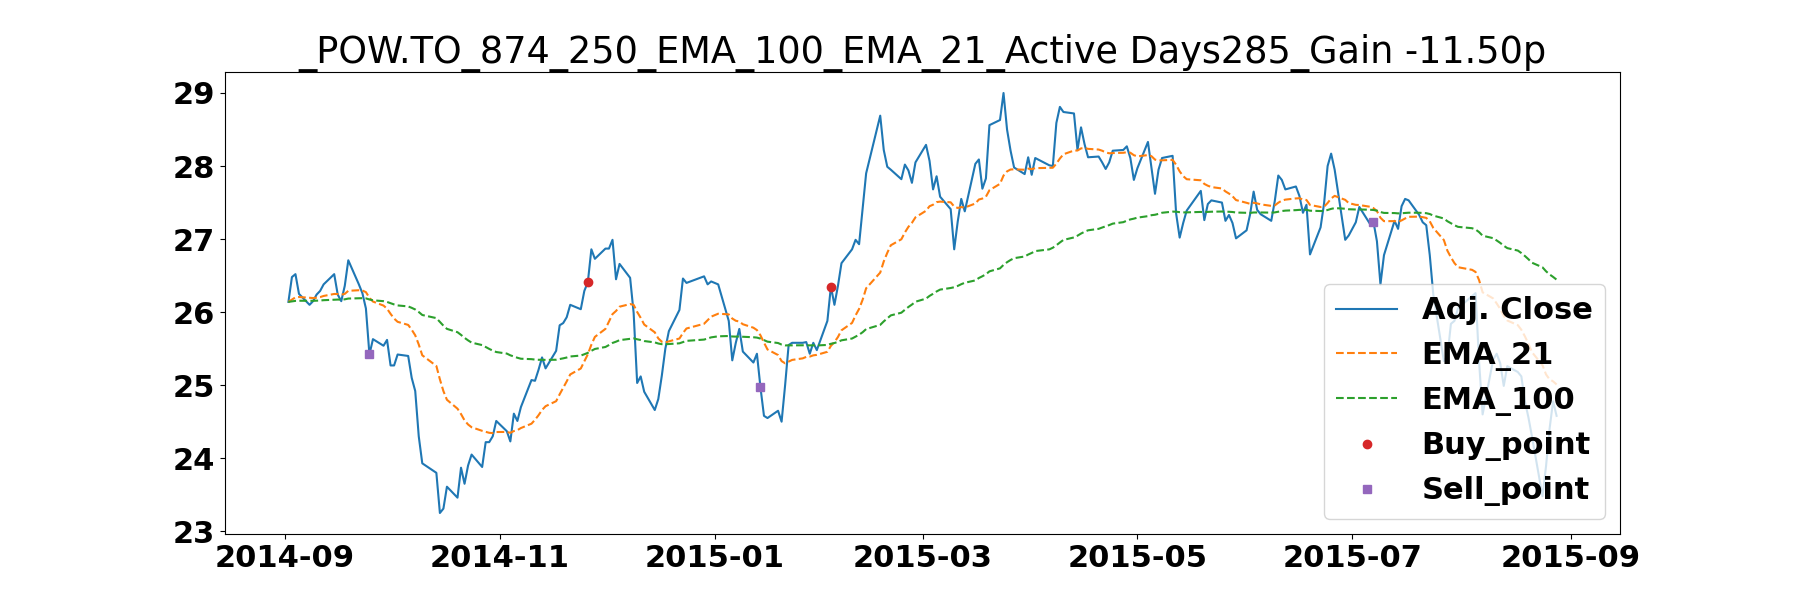 _POW.TO_874_250_EMA_100_EMA_21_Active Days285_Gain -11.50p
29
28
27
26
25
24
23
Adj. Close
EMA_21
EMA_100
Buy_point
Sell_point
2014-09 2014-11 2015-01 2015-03 2015-05 2015-07 2015-09